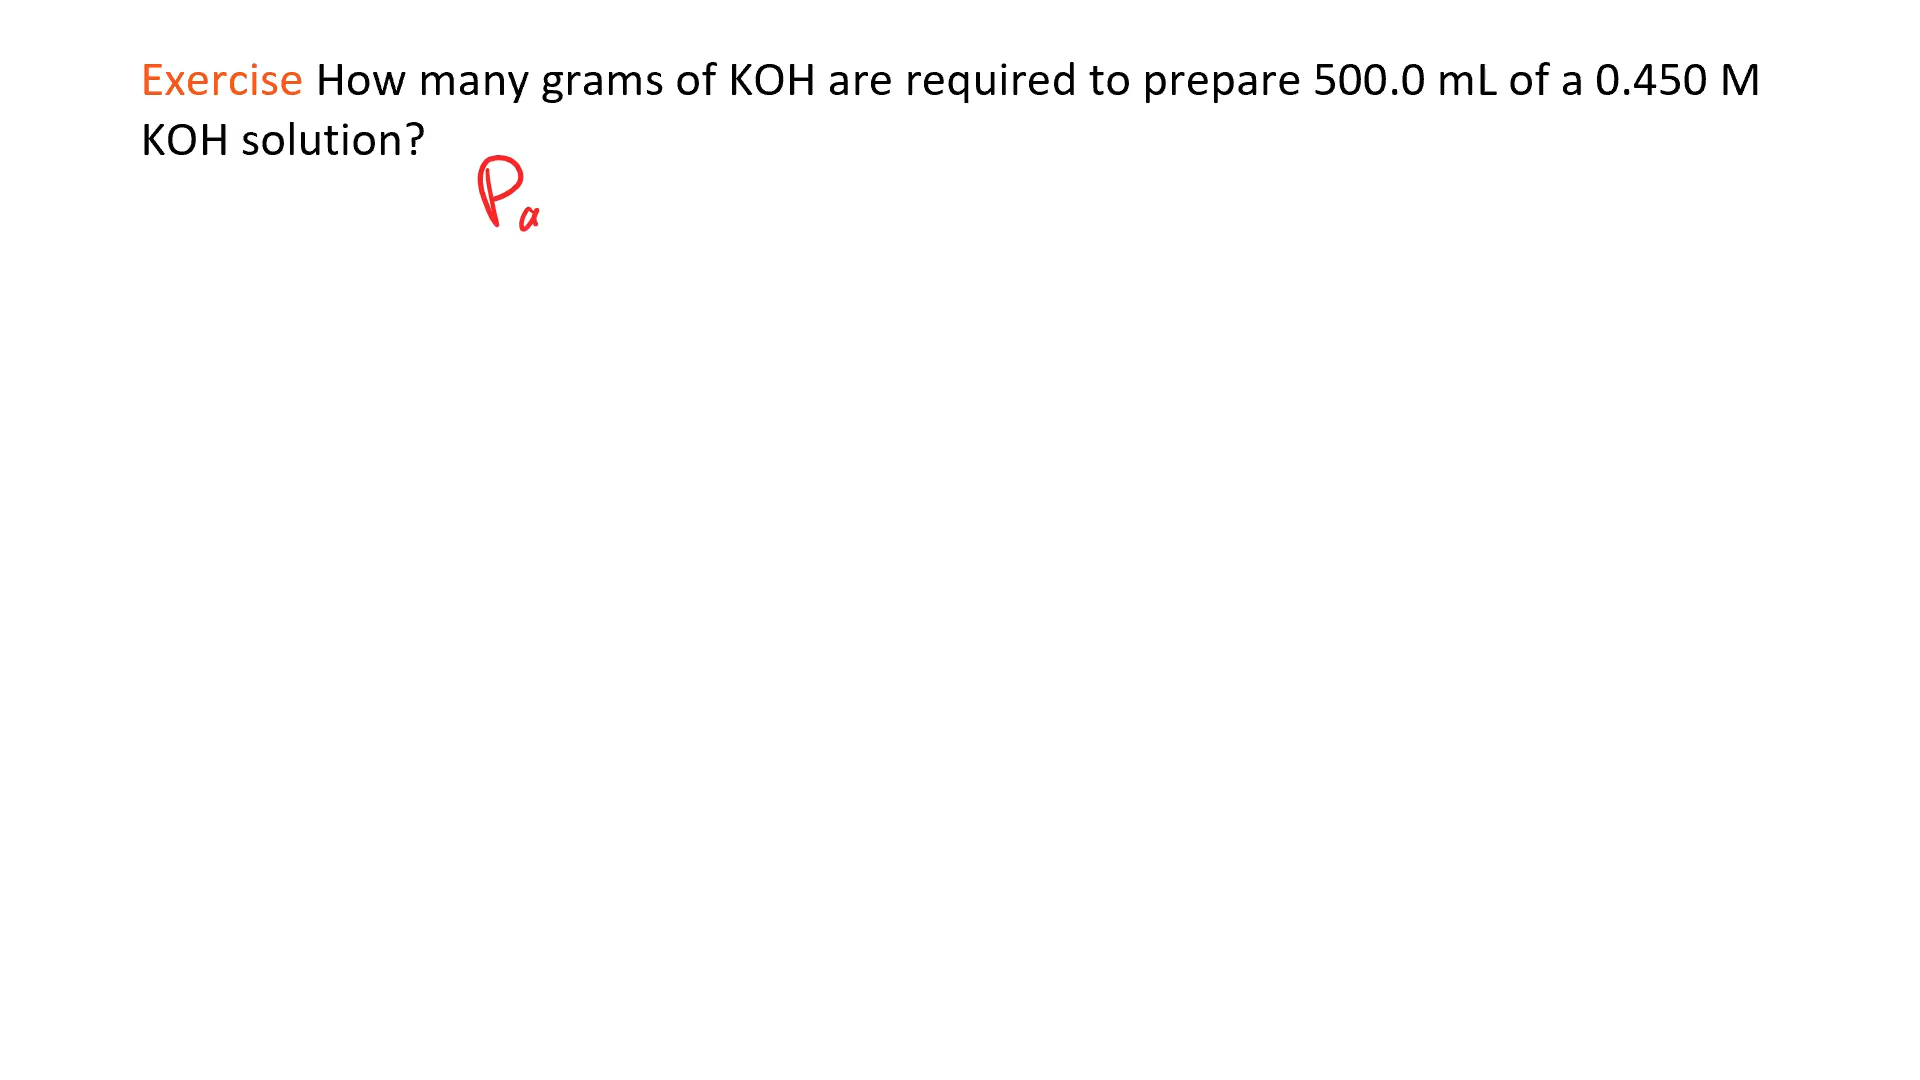 Exercise How many grams of KOH are required to prepare 500.0 mL of a 0.450 M
KOH solution?
Pa